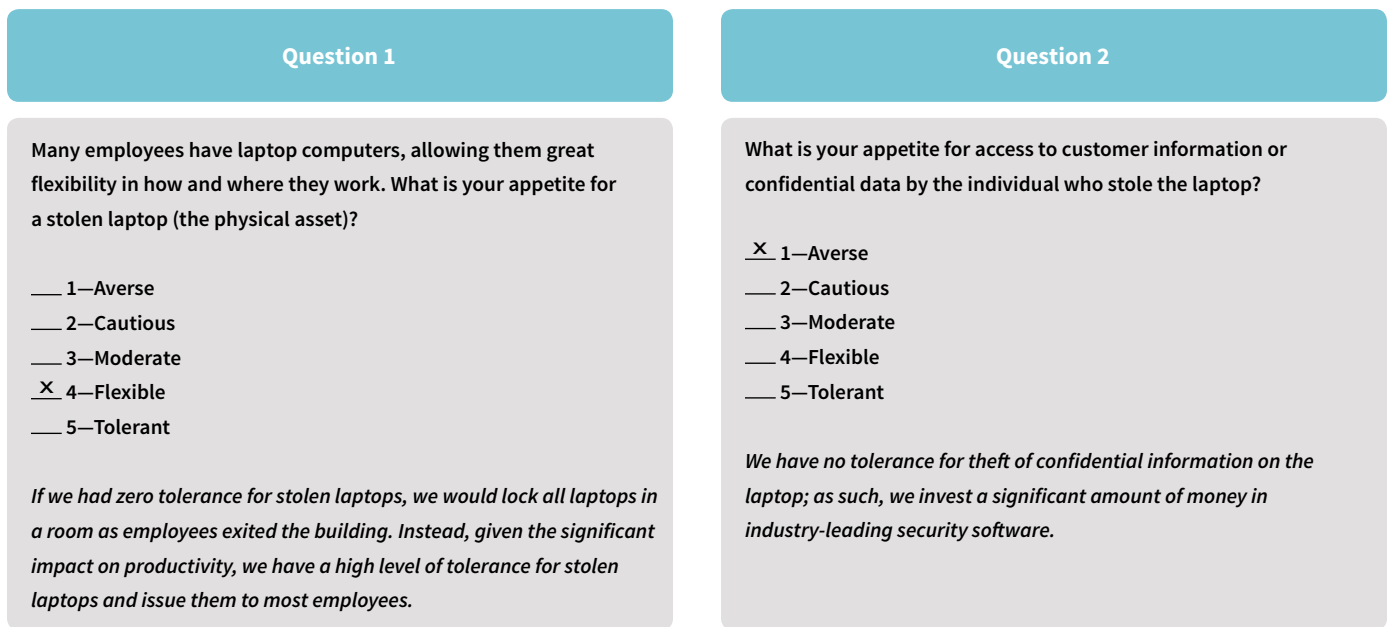 Question 1
Many employees have laptop computers, allowing them great
flexibility in how and where they work. What is your appetite for
a stolen laptop (the physical asset)?
___ 1—Averse
___ 2—Cautious
___ 3—Moderate
_x_ 4—Flexible
___ 5—Tolerant
If we had zero tolerance for stolen laptops, we would lock all laptops in
a room as employees exited the building. Instead, given the significant
impact on productivity, we have a high level of tolerance for stolen
laptops and issue them to most employees.
Question 2
What is your appetite for access to customer information or
confidential data by the individual who stole the laptop?
_x_ 1—Averse
___ 2—Cautious
___ 3—Moderate
___ 4—Flexible
___ 5—Tolerant
We have no tolerance for theft of confidential information on the
laptop; as such, we invest a significant amount of money in
industry-leading security software.